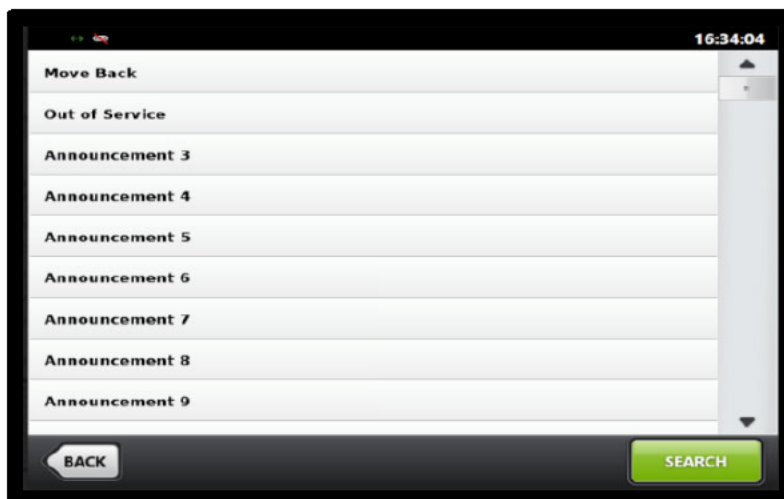 16:34:04
Move Back
Out of Service
Announcement 3
Announcement 4
Announcement 5
Announcement 6
Announcement 7
Announcement 8
Announcement 9
BACK
SEARCH